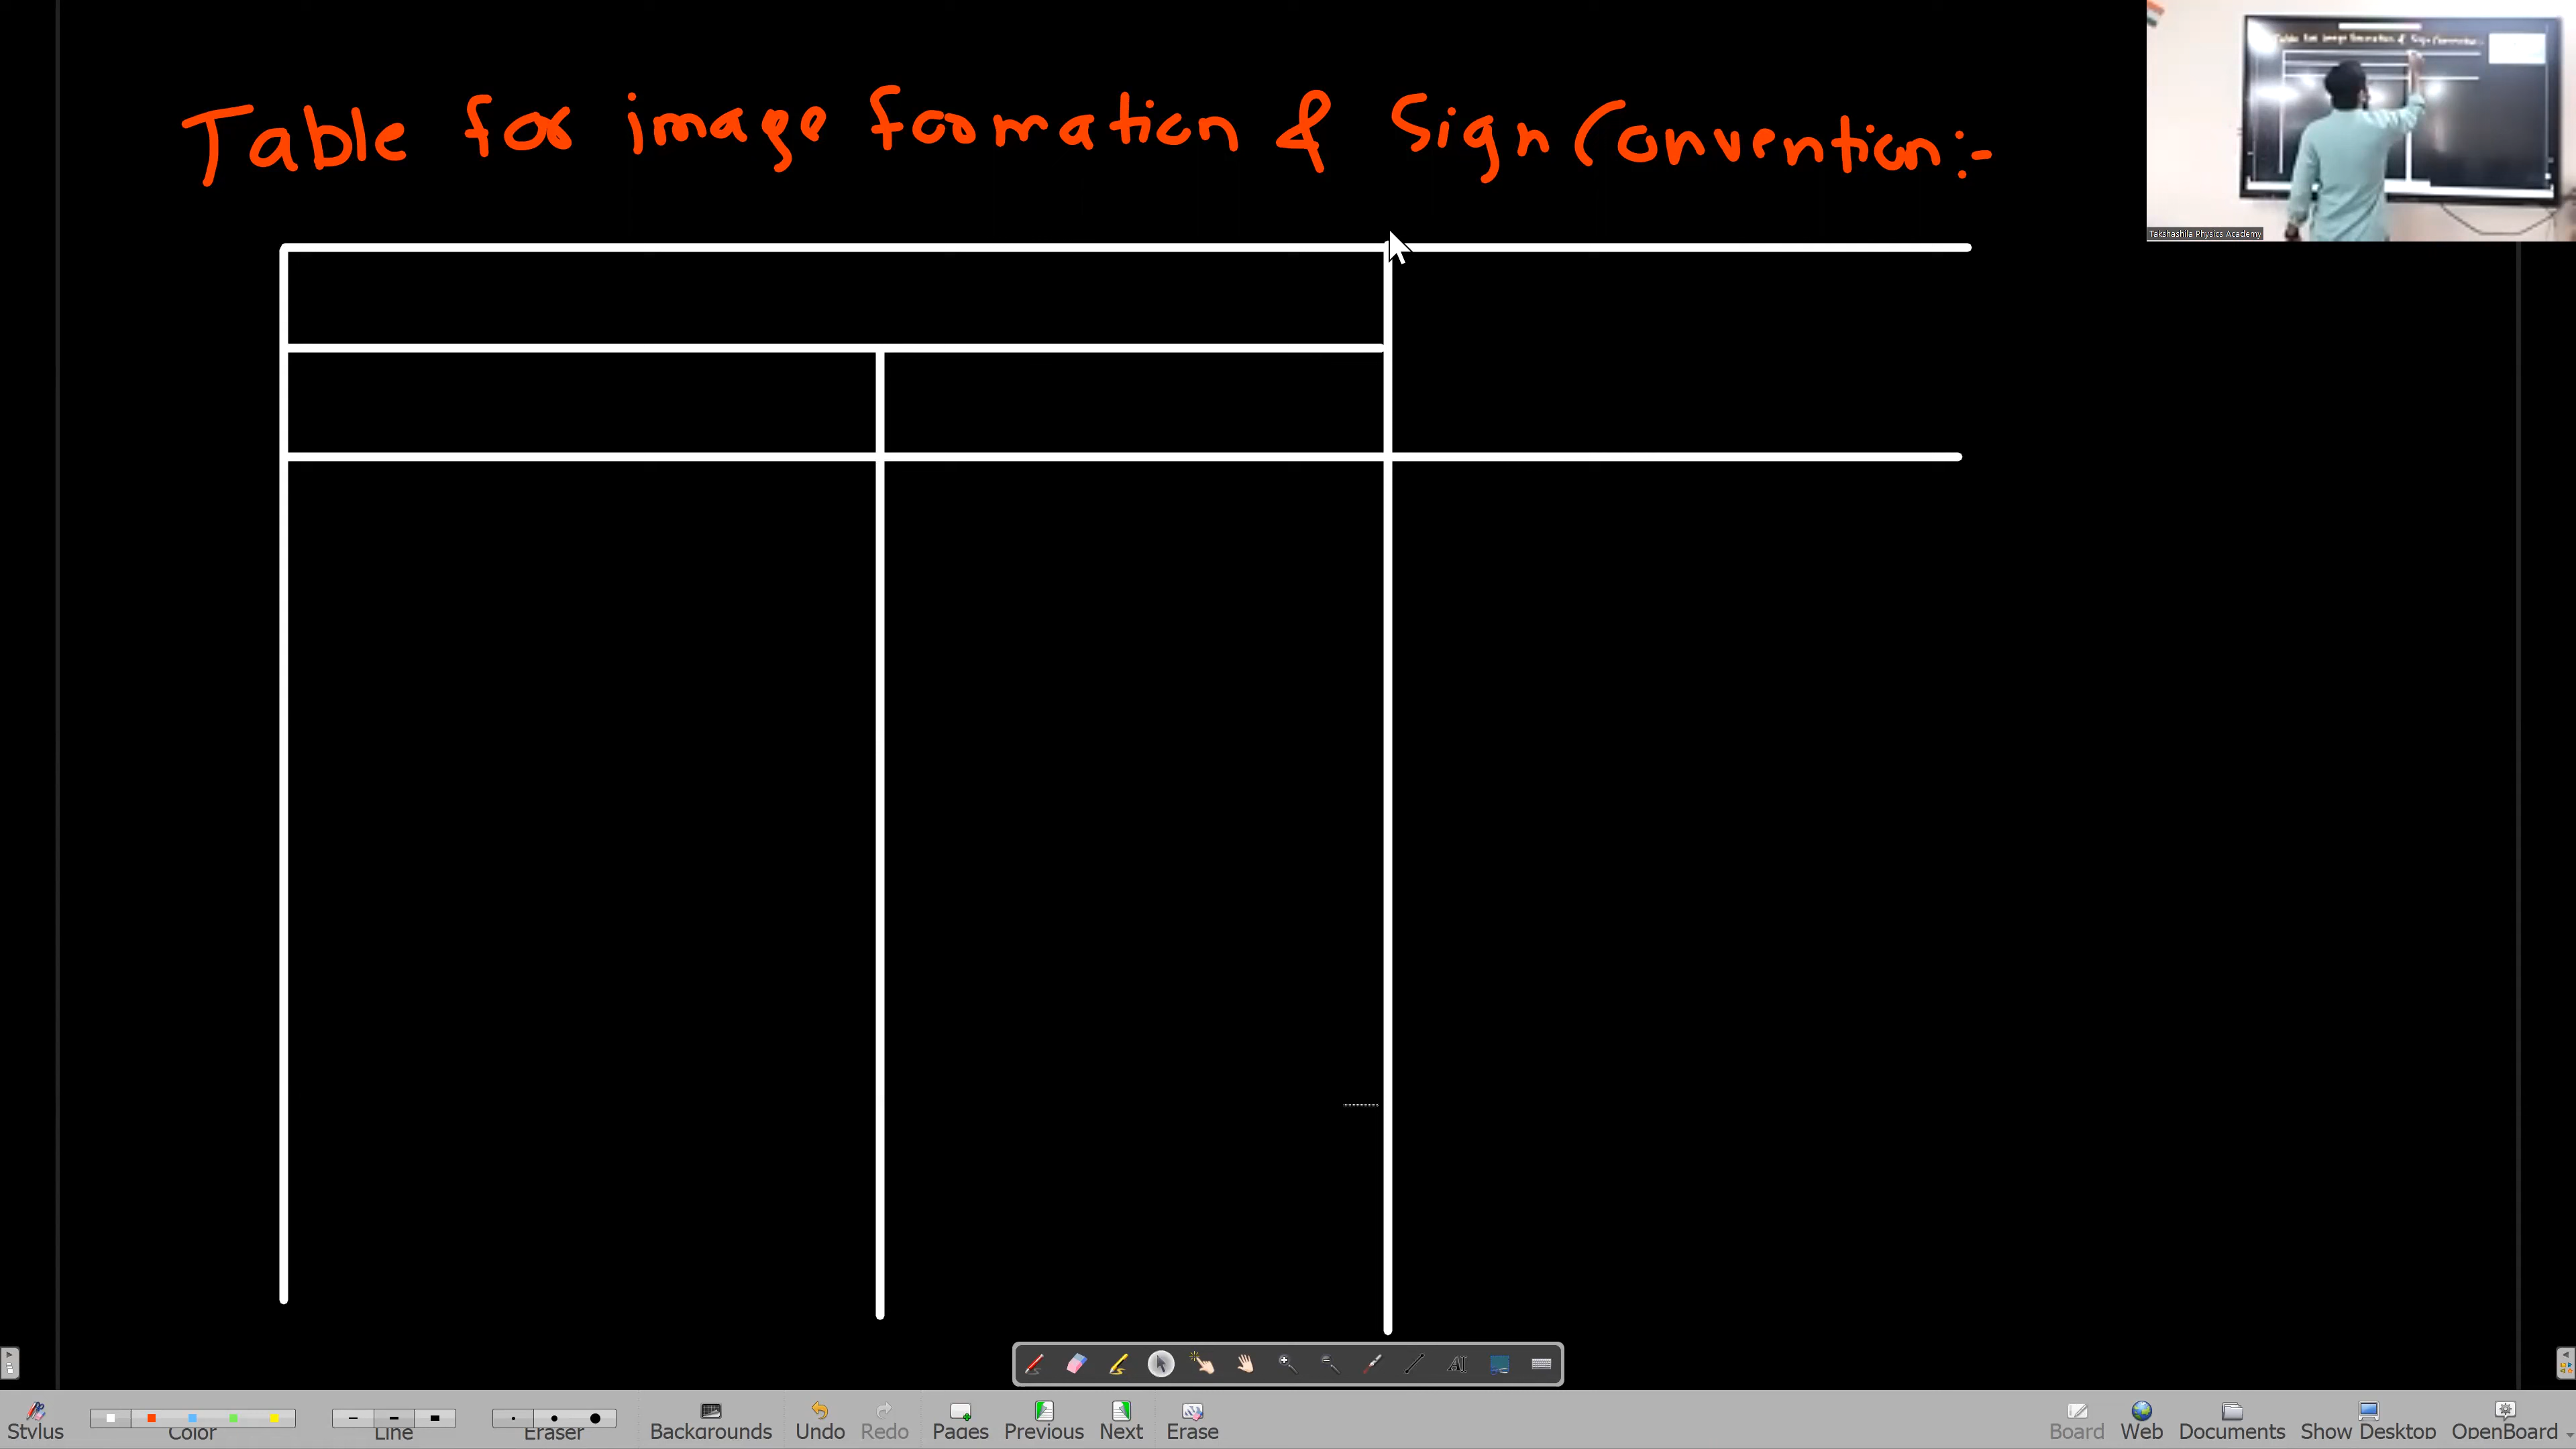 Table for image formation & Sign Convention:-
Takshashila Physics Academy
Stylus
Color
Line
Eraser
Backgrounds
Undo
Redo
Pages
Previous
Next
Erase
Board
Web
Documents
Show Desktop
OpenBoard